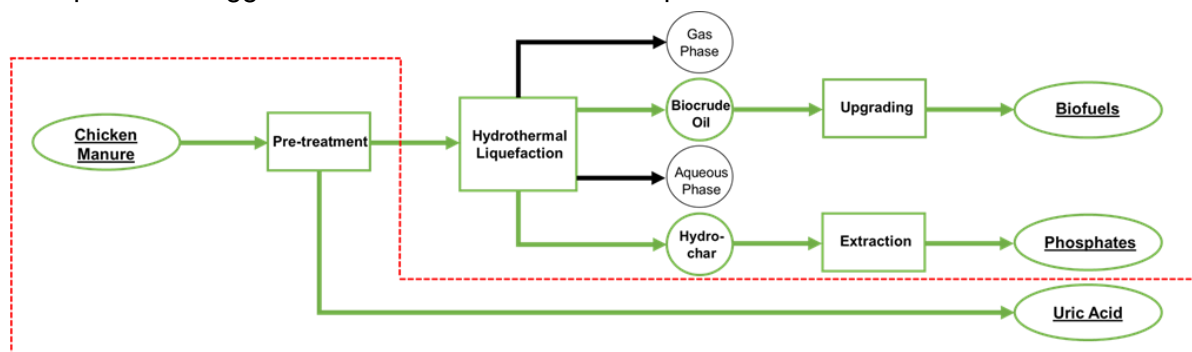 Gas
Phase
Chicken
Manure
Pre-treatment
Hydrothermal
Liquefaction
Biocrude
Oil
Upgrading
Biofuels
Aqueous
Phase
Hydro-
char
Extraction
Phosphates
Uric Acid